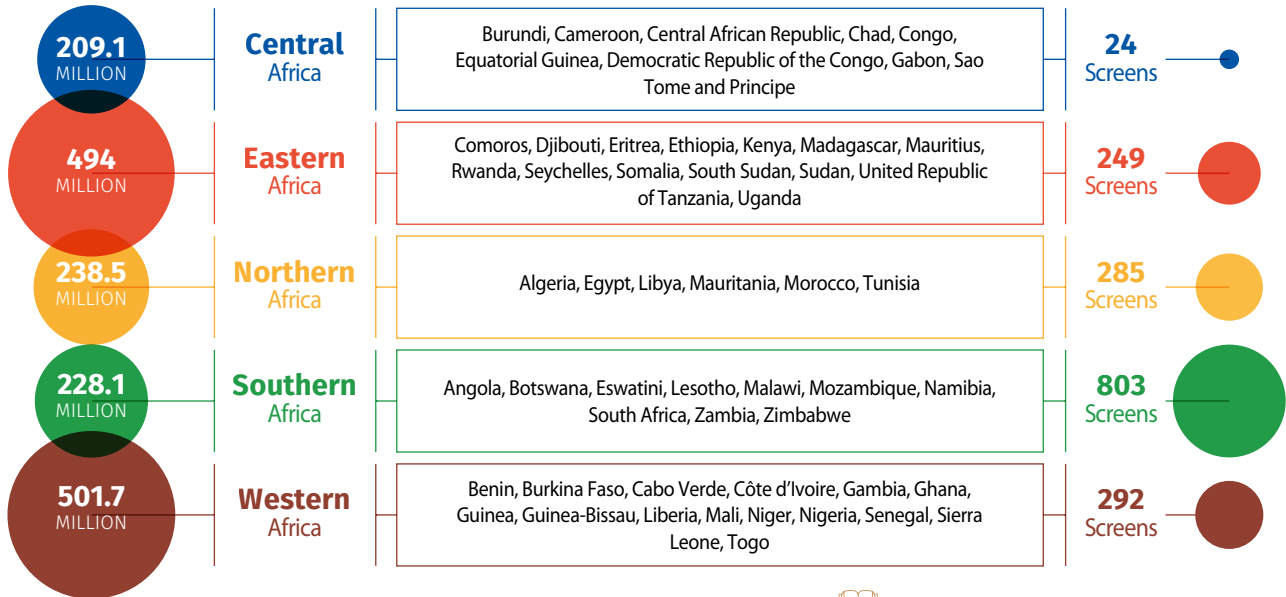 209.1
MILLION
Central
Africa
Burundi, Cameroon, Central African Republic, Chad, Congo,
Equatorial Guinea, Democratic Republic of the Congo, Gabon, Sao
Tome and Principe
24
Screens
494
MILLION
Eastern
Africa
Comoros, Djibouti, Eritrea, Ethiopia, Kenya, Madagascar, Mauritius,
Rwanda, Seychelles, Somalia, South Sudan, Sudan, United Republic
of Tanzania, Uganda
249
Screens
238.5
MILLION
Northern
Africa
Algeria, Egypt, Libya, Mauritania, Morocco, Tunisia
285
Screens
228.1
MILLION
Southern
Africa
Angola, Botswana, Eswatini, Lesotho, Malawi, Mozambique, Namibia,
South Africa, Zambia, Zimbabwe
803
Screens
501.7
MILLION
Western
Africa
Benin, Burkina Faso, Cabo Verde, Côte d’Ivoire, Gambia, Ghana,
Guinea, Guinea-Bissau, Liberia, Mali, Niger, Nigeria, Senegal, Sierra
Leone, Togo
292
Screens